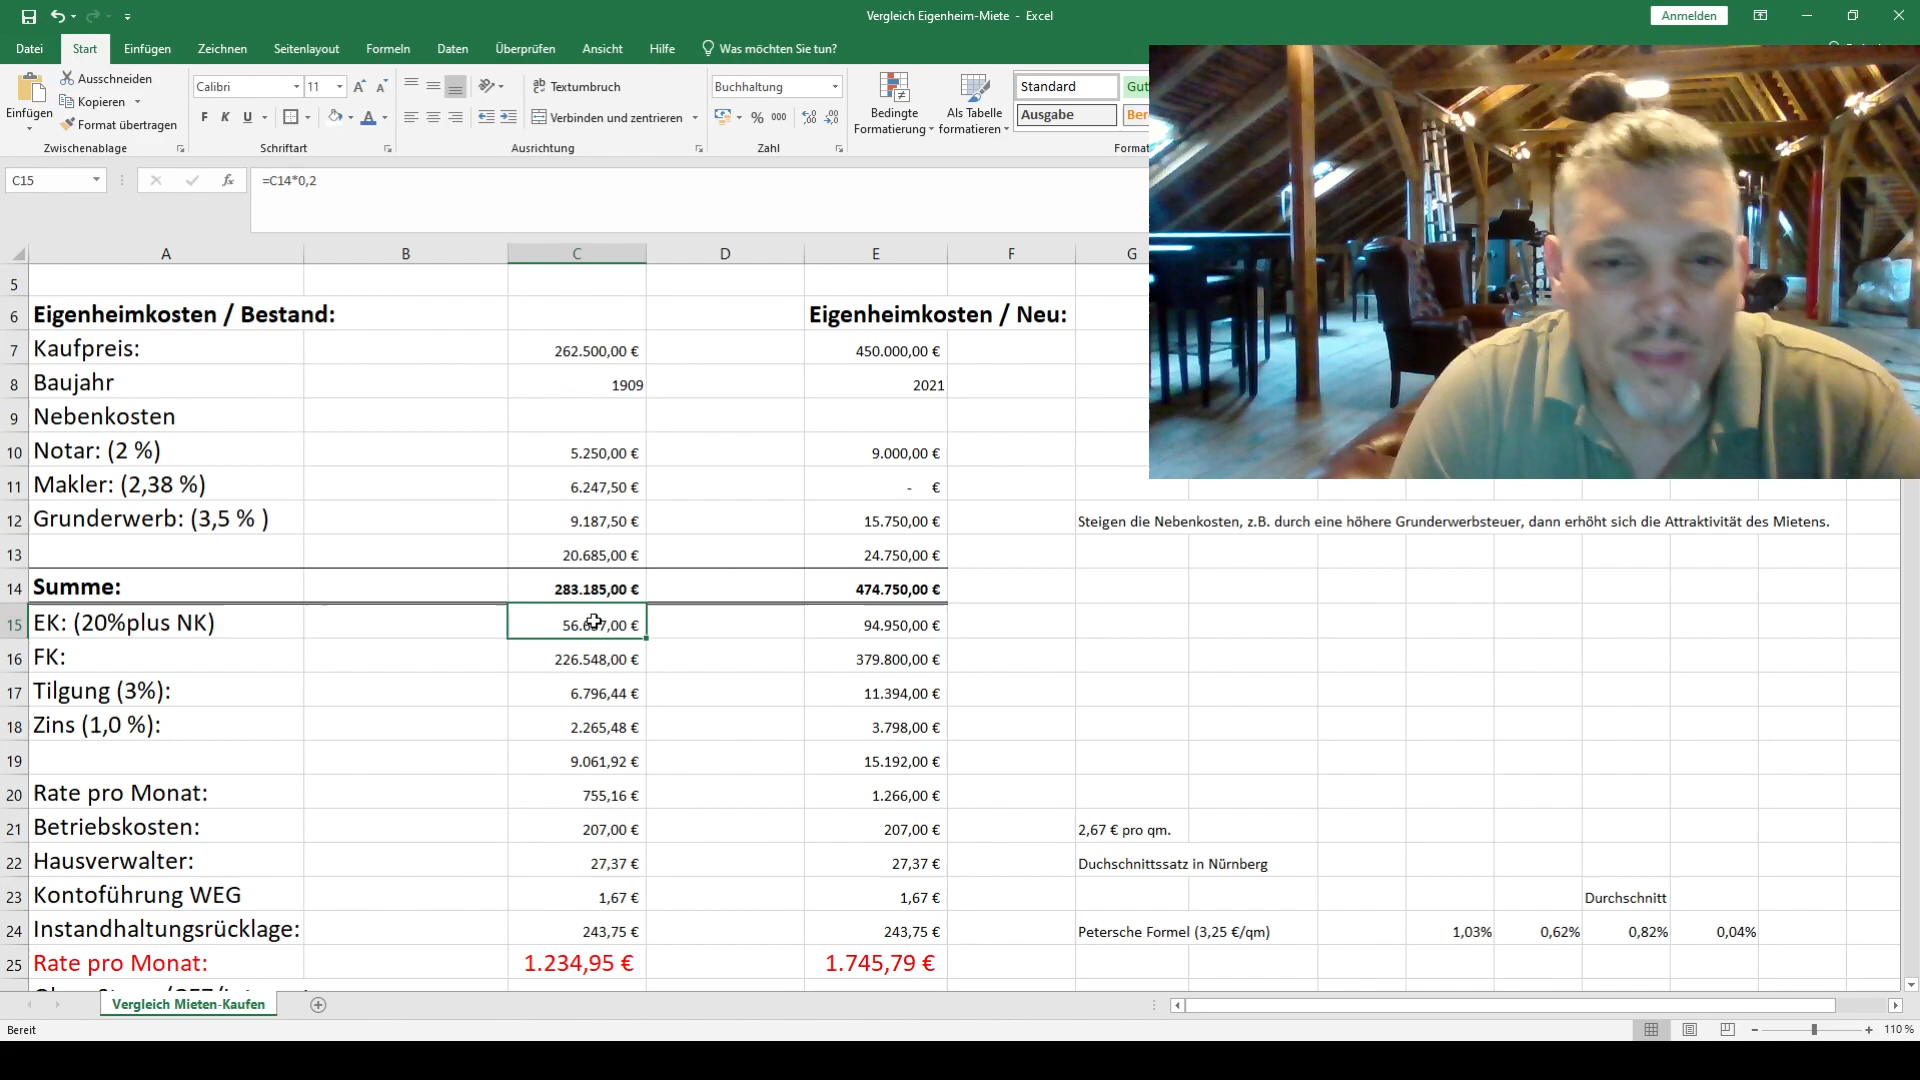 Vergleich Eigenheim-Miete - Excel
Anmelden
Datei Start Einfügen Zeichnen Seitenlayout Formeln Daten Überprüfen Ansicht Hilfe Was möchten Sie tun?
Einfügen
Ausschneiden
Kopieren
Format übertragen
Zwischenablage
Calibri 11
F K U
Schriftart
Textumbruch
Verbinden und zentrieren
Ausrichtung
Buchhaltung
% 000
Zahl
Bedingte Formatierung
Als Tabelle formatieren
Standard Gut
Ausgabe Ber
Format
C15 fx =C14*0,2
A B C D E F G
5
6 Eigenheimkosten / Bestand: Eigenheimkosten / Neu:
7 Kaufpreis: 262.500,00 € 450.000,00 €
8 Baujahr 1909 2021
9 Nebenkosten
10 Notar: (2 %) 5.250,00 € 9.000,00 €
11 Makler: (2,38 %) 6.247,50 € - €
12 Grunderwerb: (3,5 % ) 9.187,50 € 15.750,00 € Steigen die Nebenkosten, z.B. durch eine höhere Grunderwerbsteuer, dann erhöht sich die Attraktivität des Mietens.
13 20.685,00 € 24.750,00 €
14 Summe: 283.185,00 € 474.750,00 €
15 EK: (20%plus NK) 94.950,00 €
16 FK: 226.548,00 € 379.800,00 €
17 Tilgung (3%): 6.796,44 € 11.394,00 €
18 Zins (1,0 %): 2.265,48 € 3.798,00 €
19 9.061,92 € 15.192,00 €
20 Rate pro Monat: 755,16 € 1.266,00 €
21 Betriebskosten: 207,00 € 207,00 € 2,67 € pro qm.
22 Hausverwalter: 27,37 € 27,37 € Duchschnittssatz in Nürnberg
23 Kontoführung WEG 1,67 € 1,67 € Durchschnitt
24 Instandhaltungsrücklage: 243,75 € 243,75 € Petersche Formel (3,25 €/qm) 1,03% 0,62% 0,82% 0,04%
25 Rate pro Monat: 1.234,95 € 1.745,79 €
Vergleich Mieten-Kaufen
Bereit
110 %